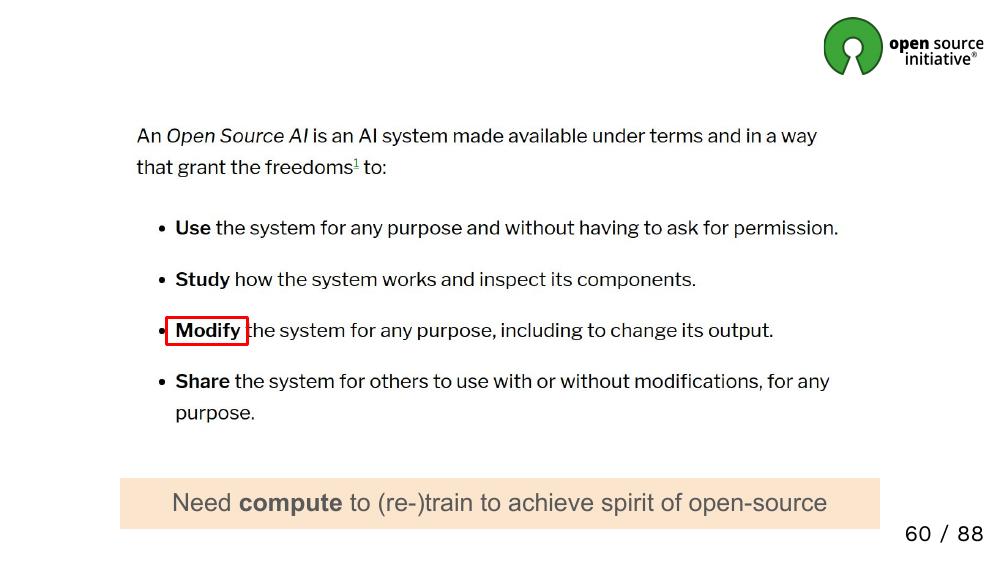 open source
initiative®
An Open Source AI is an AI system made available under terms and in a way
that grant the freedoms1 to:
• Use the system for any purpose and without having to ask for permission.
• Study how the system works and inspect its components.
• Modify the system for any purpose, including to change its output.
• Share the system for others to use with or without modifications, for any
purpose.
Need compute to (re-)train to achieve spirit of open-source
60 / 88